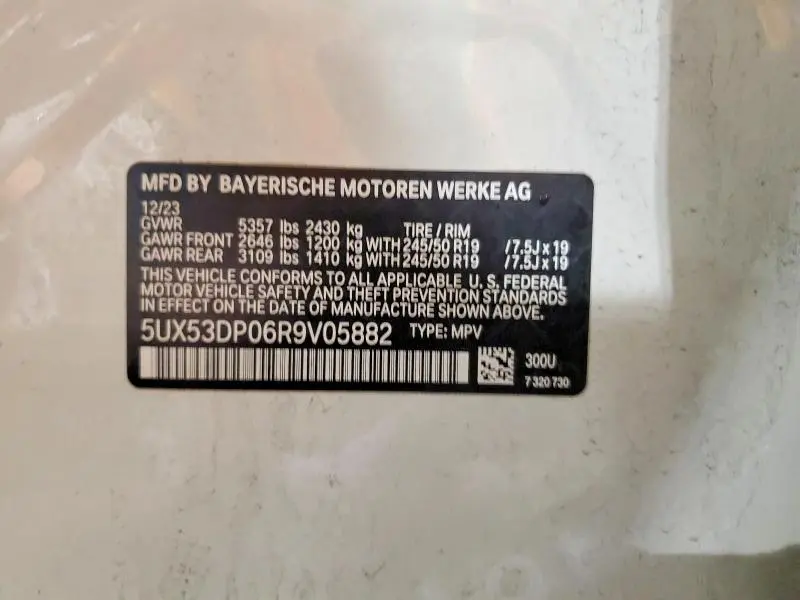 MFD BY BAYERISCHE MOTOREN WERKE AG
12/23
GVWR 5357 lbs 2430 kg TIRE / RIM
GAWR FRONT 2646 lbs 1200 kg WITH 245/50 R19 /7.5J x 19
GAWR REAR 3109 lbs 1410 kg WITH 245/50 R19 /7.5J x 19
THIS VEHICLE CONFORMS TO ALL APPLICABLE U. S. FEDERAL
MOTOR VEHICLE SAFETY AND THEFT PREVENTION STANDARDS
IN EFFECT ON THE DATE OF MANUFACTURE SHOWN ABOVE.
5UX53DP06R9V05882 TYPE: MPV
300U
7 320 730